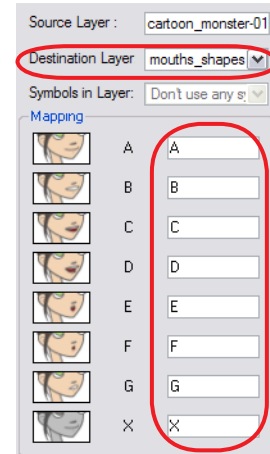 Source Layer : cartoon_monster-01
Destination Layer mouths_shapes
Symbols in Layer: Don't use any sy
Mapping
A A
B B
C C
D D
E E
F F
G G
X X